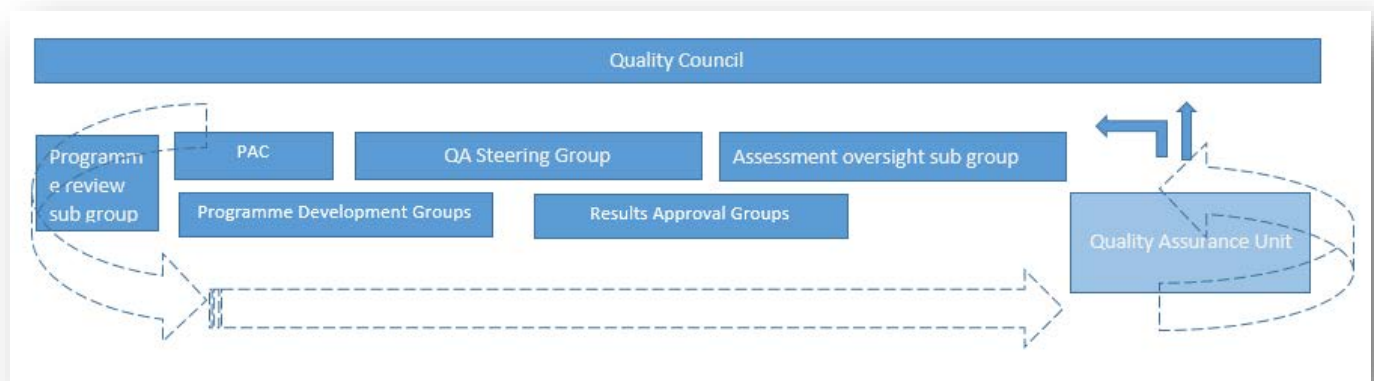 Quality Council
Programm
e review
sub group
PAC
QA Steering Group
Assessment oversight sub group
Programme Development Groups
Results Approval Groups
Quality Assurance Unit